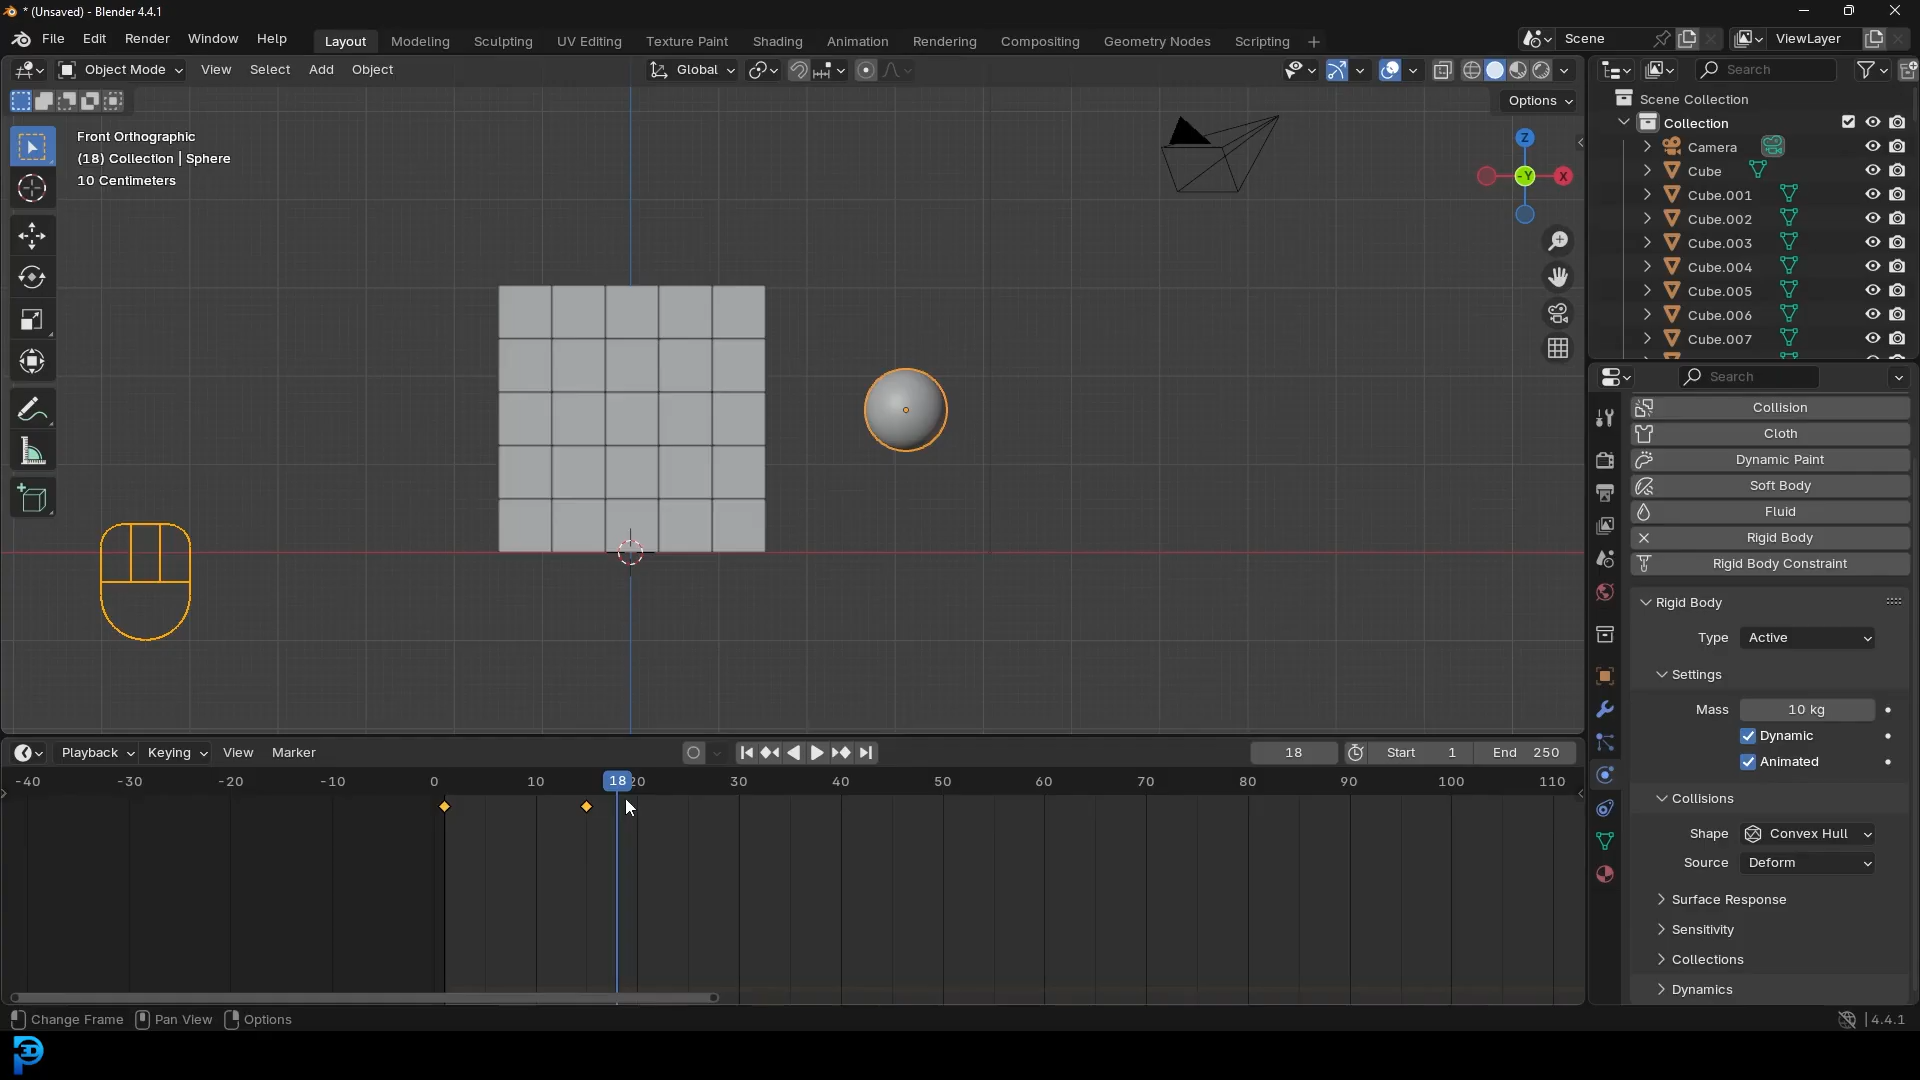 * (Unsaved) - Blender 4.4.1
File Edit Render Window Help Layout Modeling Sculpting UV Editing Texture Paint Shading Animation Rendering Compositing Geometry Nodes Scripting Scene ViewLayer
Object Mode View Select Add Object Global Search
Options
Front Orthographic
(18) Collection | Sphere
10 Centimeters
Z
-Y X
Scene Collection
Collection
Camera
Cube
Cube.001
Cube.002
Cube.003
Cube.004
Cube.005
Cube.006
Cube.007
Search
Collision
Cloth
Dynamic Paint
Soft Body
Fluid
Rigid Body
Rigid Body Constraint
Rigid Body
Type Active
Settings
Mass 10 kg
Dynamic
Animated
Collisions
Shape Convex Hull
Source Deform
Surface Response
Sensitivity
Collections
Dynamics
Playback Keying View Marker 18 Start 1 End 250
-40 -30 -20 -10 0 10 18 20 30 40 50 60 70 80 90 100 110
Change Frame Pan View Options 4.4.1